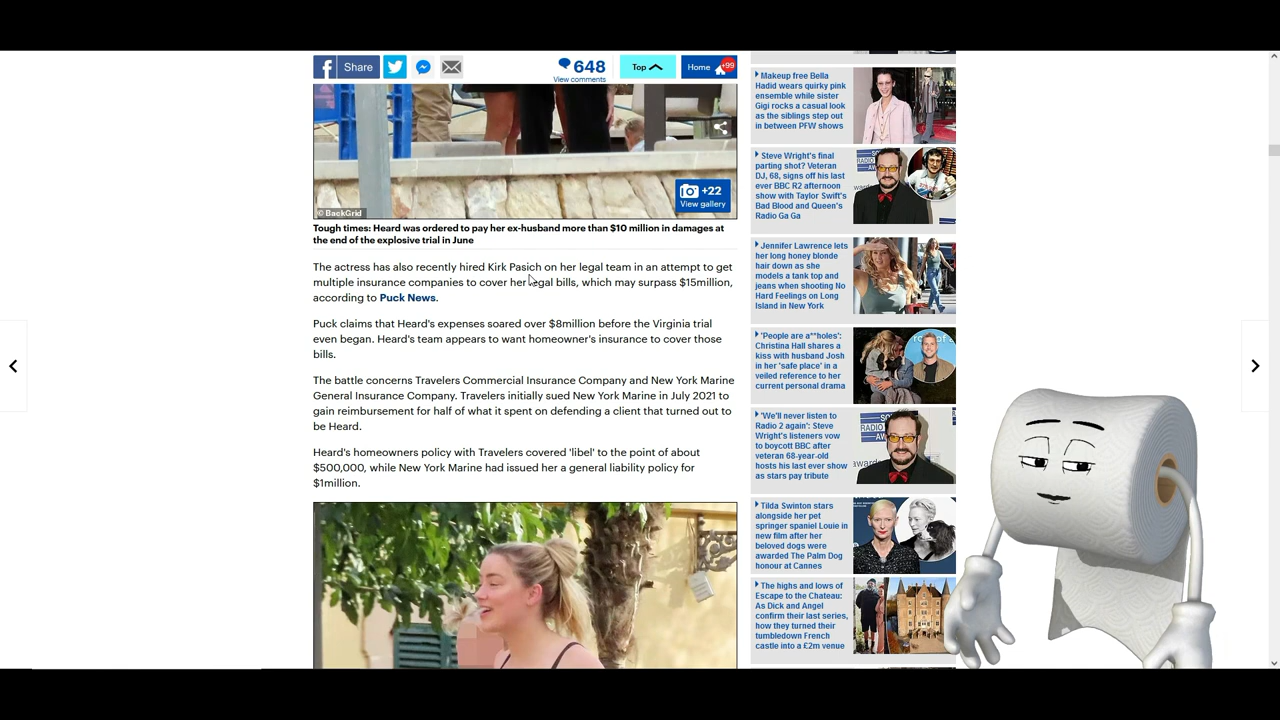 Share
648
View comments
Top
Home
+99
+22
View gallery
© BackGrid
Tough times: Heard was ordered to pay her ex-husband more than $10 million in damages at
the end of the explosive trial in June
The actress has also recently hired Kirk Pasich on her legal team in an attempt to get
multiple insurance companies to cover her legal bills, which may surpass $15million,
according to Puck News.
Puck claims that Heard's expenses soared over $8million before the Virginia trial
even began. Heard's team appears to want homeowner's insurance to cover those
bills.
The battle concerns Travelers Commercial Insurance Company and New York Marine
General Insurance Company. Travelers initially sued New York Marine in July 2021 to
gain reimbursement for half of what it spent on defending a client that turned out to
be Heard.
Heard's homeowners policy with Travelers covered 'libel' to the point of about
$500,000, while New York Marine had issued her a general liability policy for
$1million.
Makeup free Bella
Hadid wears quirky pink
ensemble while sister
Gigi rocks a casual look
as the siblings step out
in between PFW shows
Steve Wright's final
parting shot? Veteran
DJ, 68, signs off his last
ever BBC R2 afternoon
show with Taylor Swift's
Bad Blood and Queen's
Radio Ga Ga
Jennifer Lawrence lets
her long honey blonde
hair down as she
models a tank top and
jeans when shooting No
Hard Feelings on Long
Island in New York
'People are a**holes':
Christina Hall shares a
kiss with husband Josh
in her 'safe place' in a
veiled reference to her
current personal drama
'We'll never listen to
Radio 2 again': Steve
Wright's listeners vow
to boycott BBC after
veteran 68-year-old
hosts his last ever show
as stars pay tribute
Tilda Swinton stars
alongside her pet
springer spaniel Louie in
new film after her
beloved dogs were
awarded The Palm Dog
honour at Cannes
The highs and lows of
Escape to the Chateau:
As Dick and Angel
confirm their last series,
how they turned their
tumbledown French
castle into a £2m venue